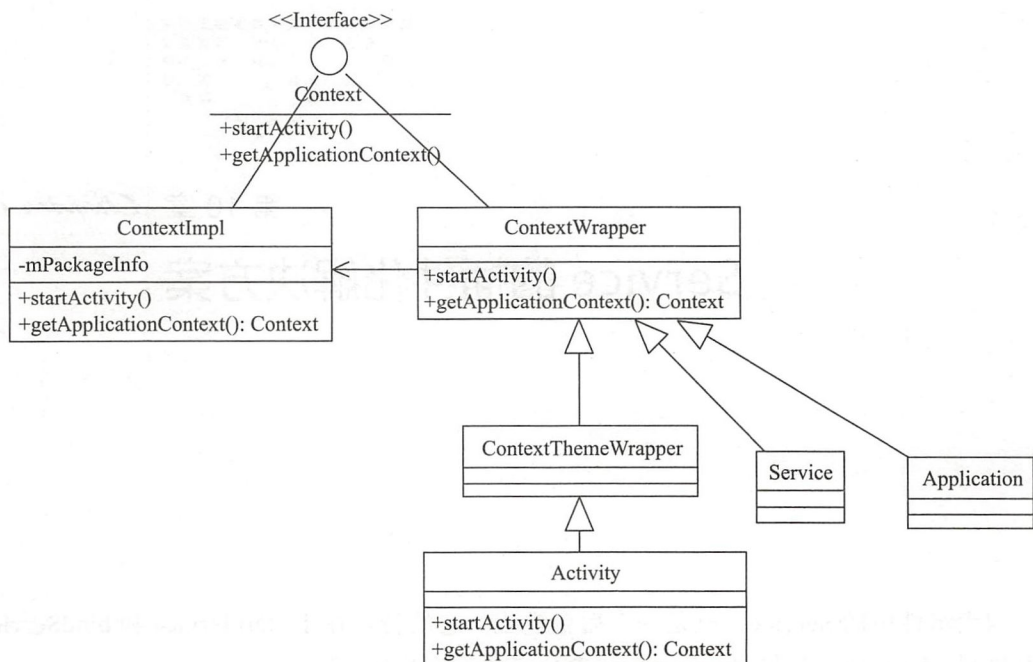 <<Interface>>
Context
+startActivity()
+getApplicationContext()
ContextImpl
-mPackageInfo
+startActivity()
+getApplicationContext(): Context
ContextWrapper
+startActivity()
+getApplicationContext(): Context
ContextThemeWrapper
Service
Application
Activity
+startActivity()
+getApplicationContext(): Context